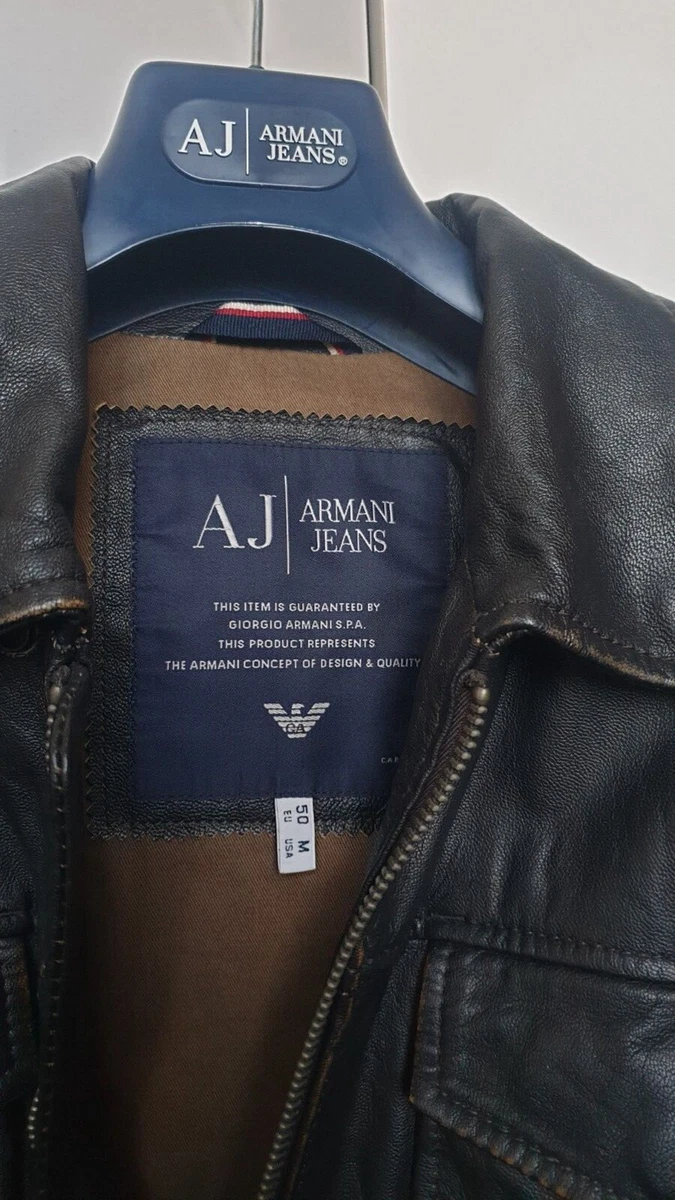 AJ ARMANI
JEANS®
AJ ARMANI
JEANS
THIS ITEM IS GUARANTEED BY
GIORGIO ARMANI S.P.A.
THIS PRODUCT REPRESENTS
THE ARMANI CONCEPT OF DESIGN & QUALITY
GA
50 M
EU USA